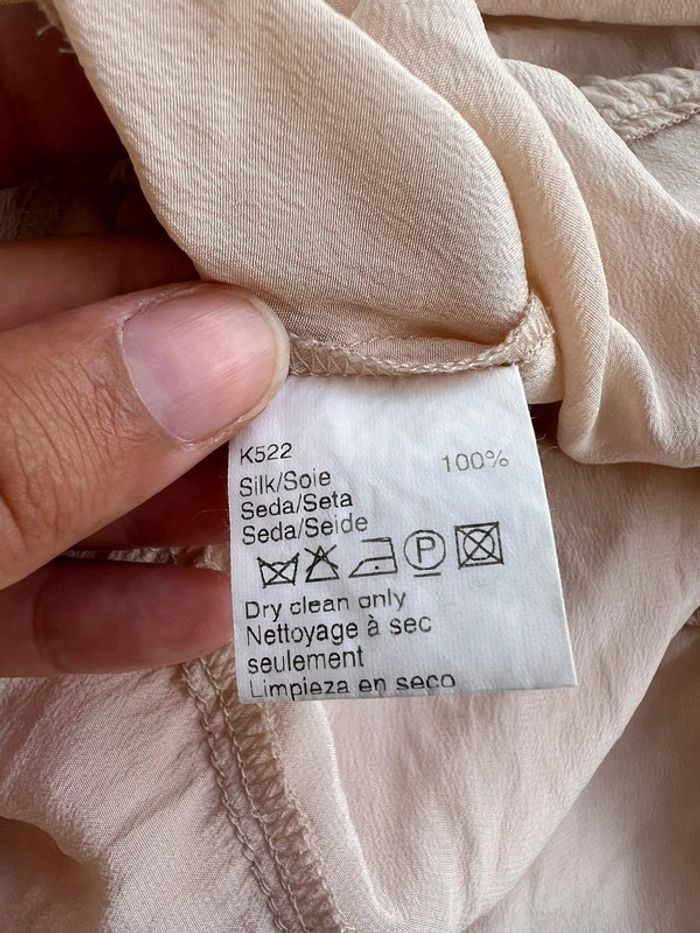 K522
100%
Silk/Soie
Seda/Seta
Seda/Seide
P
Dry clean only
Nettoyage à sec
seulement
Limpieza en seco